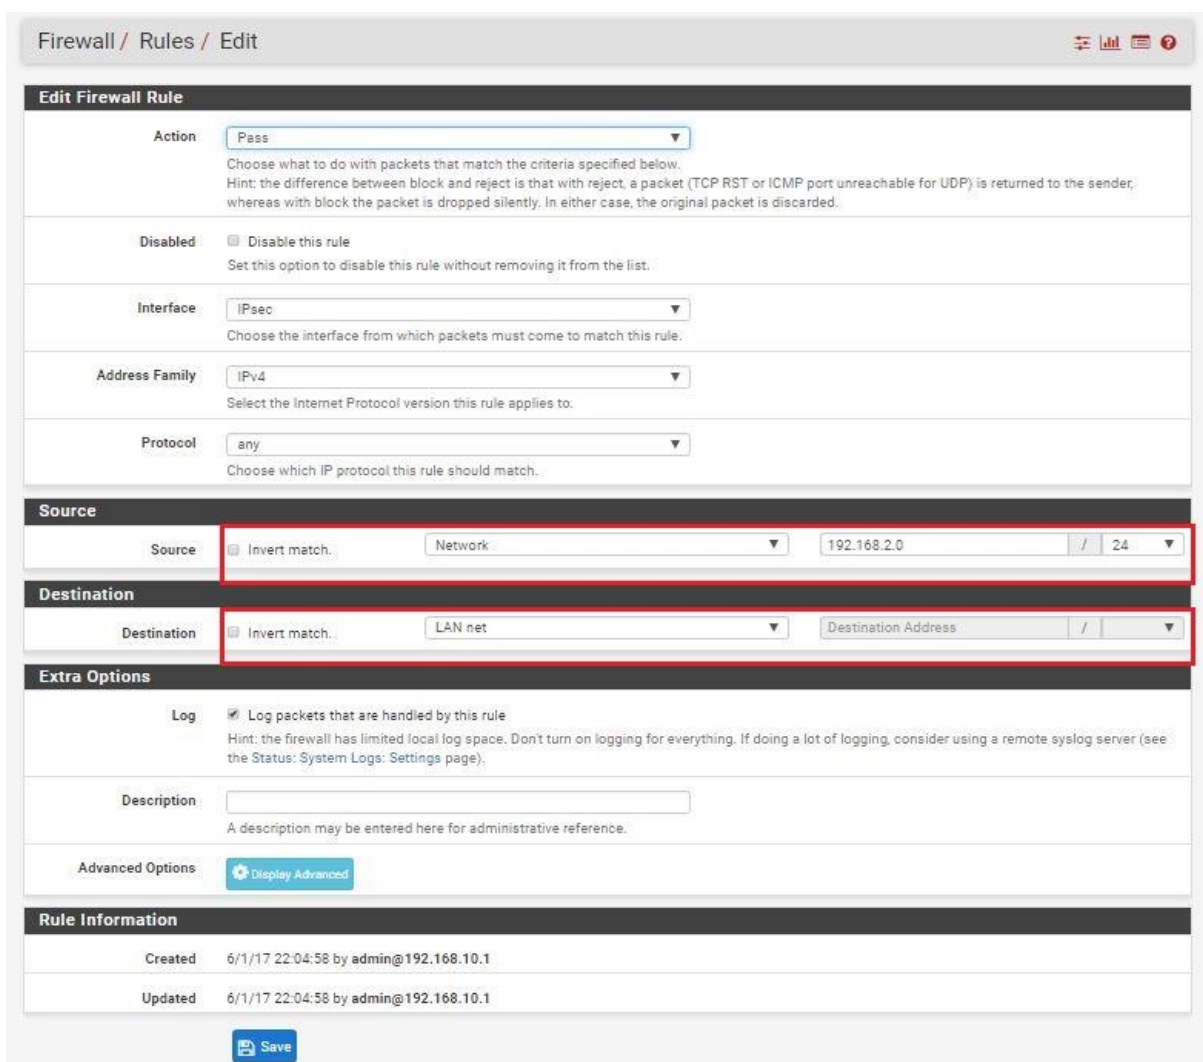 Firewall / Rules / Edit
Edit Firewall Rule
Action
Pass
Choose what to do with packets that match the criteria specified below.
Hint: the difference between block and reject is that with reject, a packet (TCP RST or ICMP port unreachable for UDP) is returned to the sender,
whereas with block the packet is dropped silently. In either case, the original packet is discarded.
Disabled
Disable this rule
Set this option to disable this rule without removing it from the list.
Interface
IPsec
Choose the interface from which packets must come to match this rule.
Address Family
IPv4
Select the Internet Protocol version this rule applies to.
Protocol
any
Choose which IP protocol this rule should match.
Source
Source Invert match. Network 192.168.2.0 / 24
Destination
Destination Invert match. LAN net Destination Address /
Extra Options
Log
Log packets that are handled by this rule
Hint: the firewall has limited local log space. Don't turn on logging for everything. If doing a lot of logging, consider using a remote syslog server (see
the Status: System Logs: Settings page).
Description
A description may be entered here for administrative reference.
Advanced Options
Display Advanced
Rule Information
Created 6/1/17 22:04:58 by admin@192.168.10.1
Updated 6/1/17 22:04:58 by admin@192.168.10.1
Save